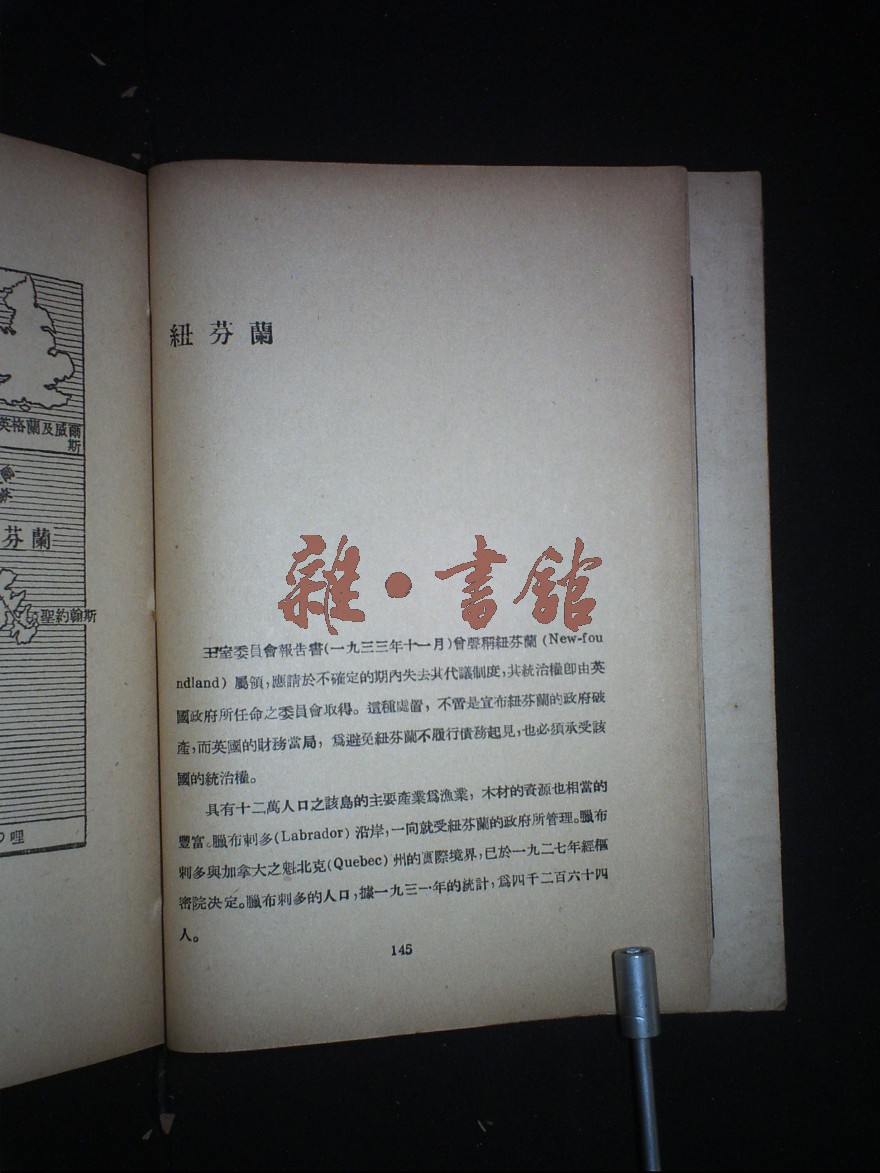 英格蘭及威爾
斯
芬蘭
聖約翰斯
哩
紐芬蘭
雜·書館
王室委員會報告書(一九三三年十一月)曾聲稱紐芬蘭(New-fou
ndland)屬領,應請於不確定的期內失去其代議制度,其統治權卽由英
國政府所任命之委員會取得。這種處置,不啻是宣布紐芬蘭的政府破
產,而英國的財務當局,爲避免紐芬蘭不履行債務起見,也必須承受該
國的統治權。
具有十二萬人口之該島的主要產業爲漁業,木材的資源也相當的
豐富。臘布剌多(Labrador)沿岸,一向就受紐芬蘭的政府所管理。臘布
剌多與加拿大之魁北克(Quebec)州的實際境界,已於一九二七年經樞
密院決定。臘布剌多的人口,據一九三一年的統計,爲四千二百六十四
人。
145